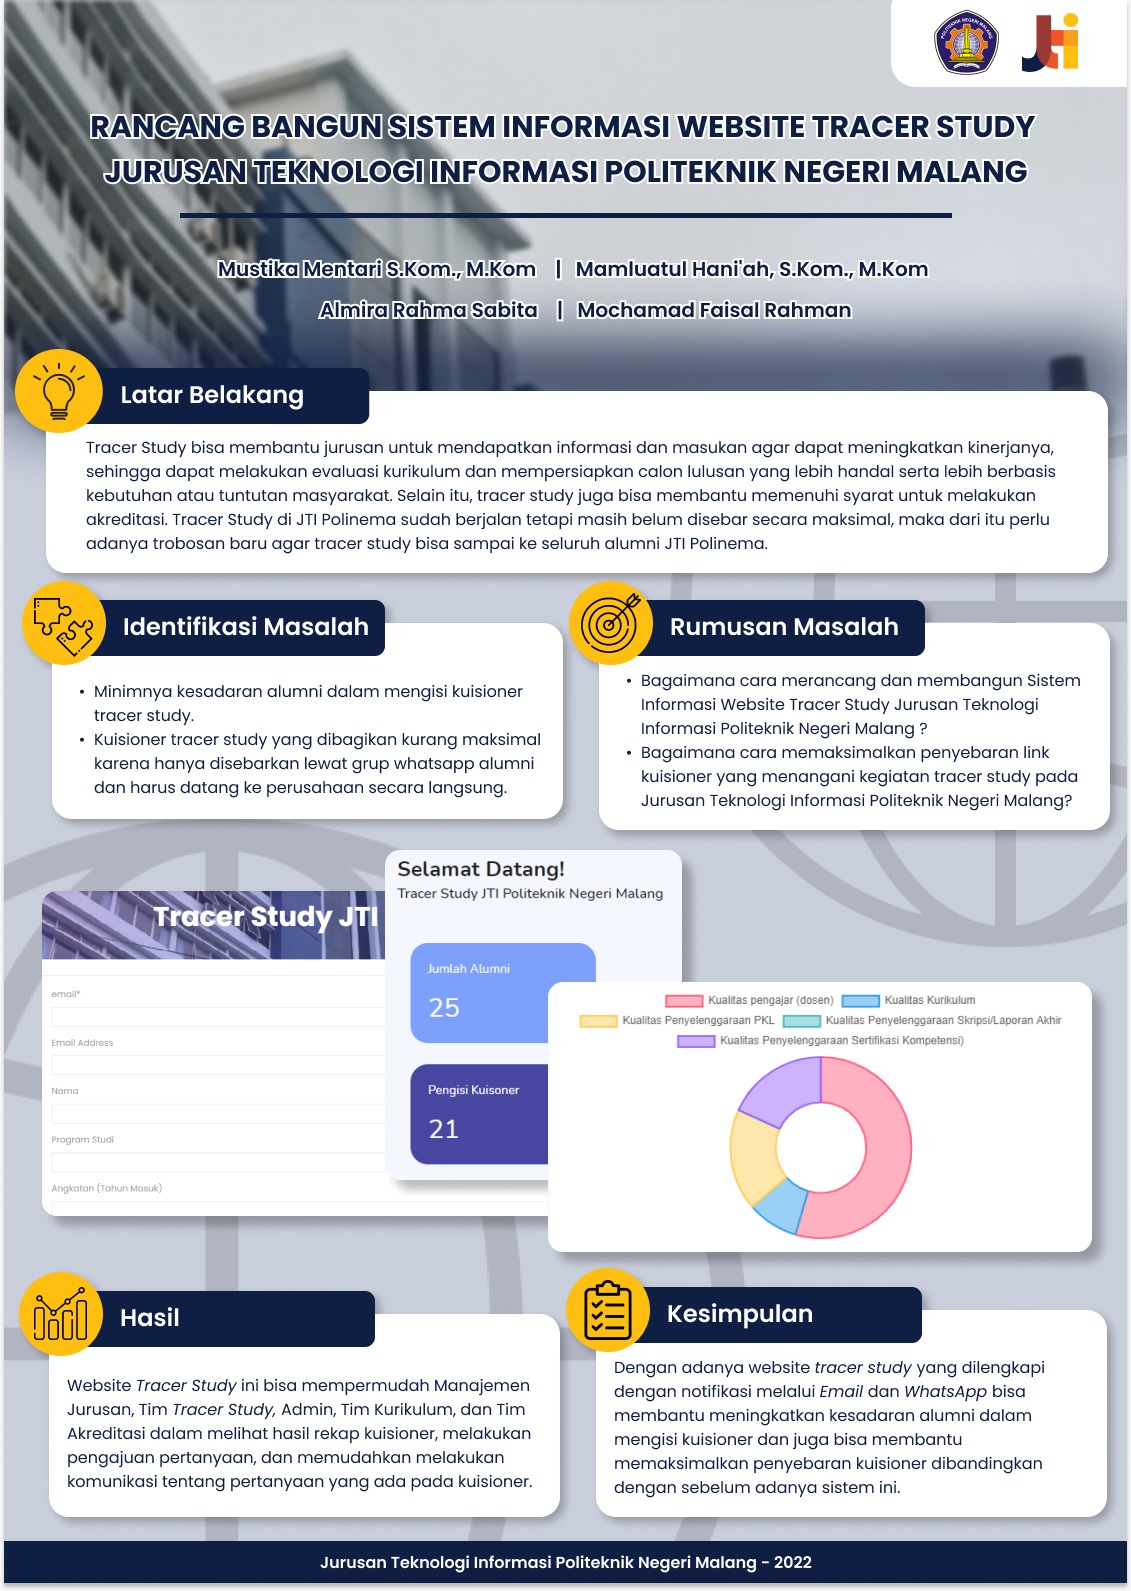 POLITEKNIK NEGERI MALANG
Jti
RANCANG BANGUN SISTEM INFORMASI WEBSITE TRACER STUDY
JURUSAN TEKNOLOGI INFORMASI POLITEKNIK NEGERI MALANG
Mustika Mentari S.Kom., M.Kom | Mamluatul Hani'ah, S.Kom., M.Kom
Almira Rahma Sabita | Mochamad Faisal Rahman
Latar Belakang
Tracer Study bisa membantu jurusan untuk mendapatkan informasi dan masukan agar dapat meningkatkan kinerjanya,
sehingga dapat melakukan evaluasi kurikulum dan mempersiapkan calon lulusan yang lebih handal serta lebih berbasis
kebutuhan atau tuntutan masyarakat. Selain itu, tracer study juga bisa membantu memenuhi syarat untuk melakukan
akreditasi. Tracer Study di JTI Polinema sudah berjalan tetapi masih belum disebar secara maksimal, maka dari itu perlu
adanya trobosan baru agar tracer study bisa sampai ke seluruh alumni JTI Polinema.
Identifikasi Masalah
• Minimnya kesadaran alumni dalam mengisi kuisioner
tracer study.
• Kuisioner tracer study yang dibagikan kurang maksimal
karena hanya disebarkan lewat grup whatsapp alumni
dan harus datang ke perusahaan secara langsung.
Rumusan Masalah
• Bagaimana cara merancang dan membangun Sistem
Informasi Website Tracer Study Jurusan Teknologi
Informasi Politeknik Negeri Malang ?
• Bagaimana cara memaksimalkan penyebaran link
kuisioner yang menangani kegiatan tracer study pada
Jurusan Teknologi Informasi Politeknik Negeri Malang?
Tracer Study JTI
email*
Email Address
Nama
Program Studi
Angkatan (Tahun Masuk)
Selamat Datang!
Tracer Study JTI Politeknik Negeri Malang
Jumlah Alumni
25
Pengisi Kuisoner
21
Kualitas pengajar (dosen) Kualitas Kurikulum
Kualitas Penyelenggaraan PKL Kualitas Penyelenggaraan Skripsi/Laporan Akhir
Kualitas Penyelenggaraan Sertifikasi Kompetensi)
Hasil
Website Tracer Study ini bisa mempermudah Manajemen
Jurusan, Tim Tracer Study, Admin, Tim Kurikulum, dan Tim
Akreditasi dalam melihat hasil rekap kuisioner, melakukan
pengajuan pertanyaan, dan memudahkan melakukan
komunikasi tentang pertanyaan yang ada pada kuisioner.
Kesimpulan
Dengan adanya website tracer study yang dilengkapi
dengan notifikasi melalui Email dan WhatsApp bisa
membantu meningkatkan kesadaran alumni dalam
mengisi kuisioner dan juga bisa membantu
memaksimalkan penyebaran kuisioner dibandingkan
dengan sebelum adanya sistem ini.
Jurusan Teknologi Informasi Politeknik Negeri Malang - 2022